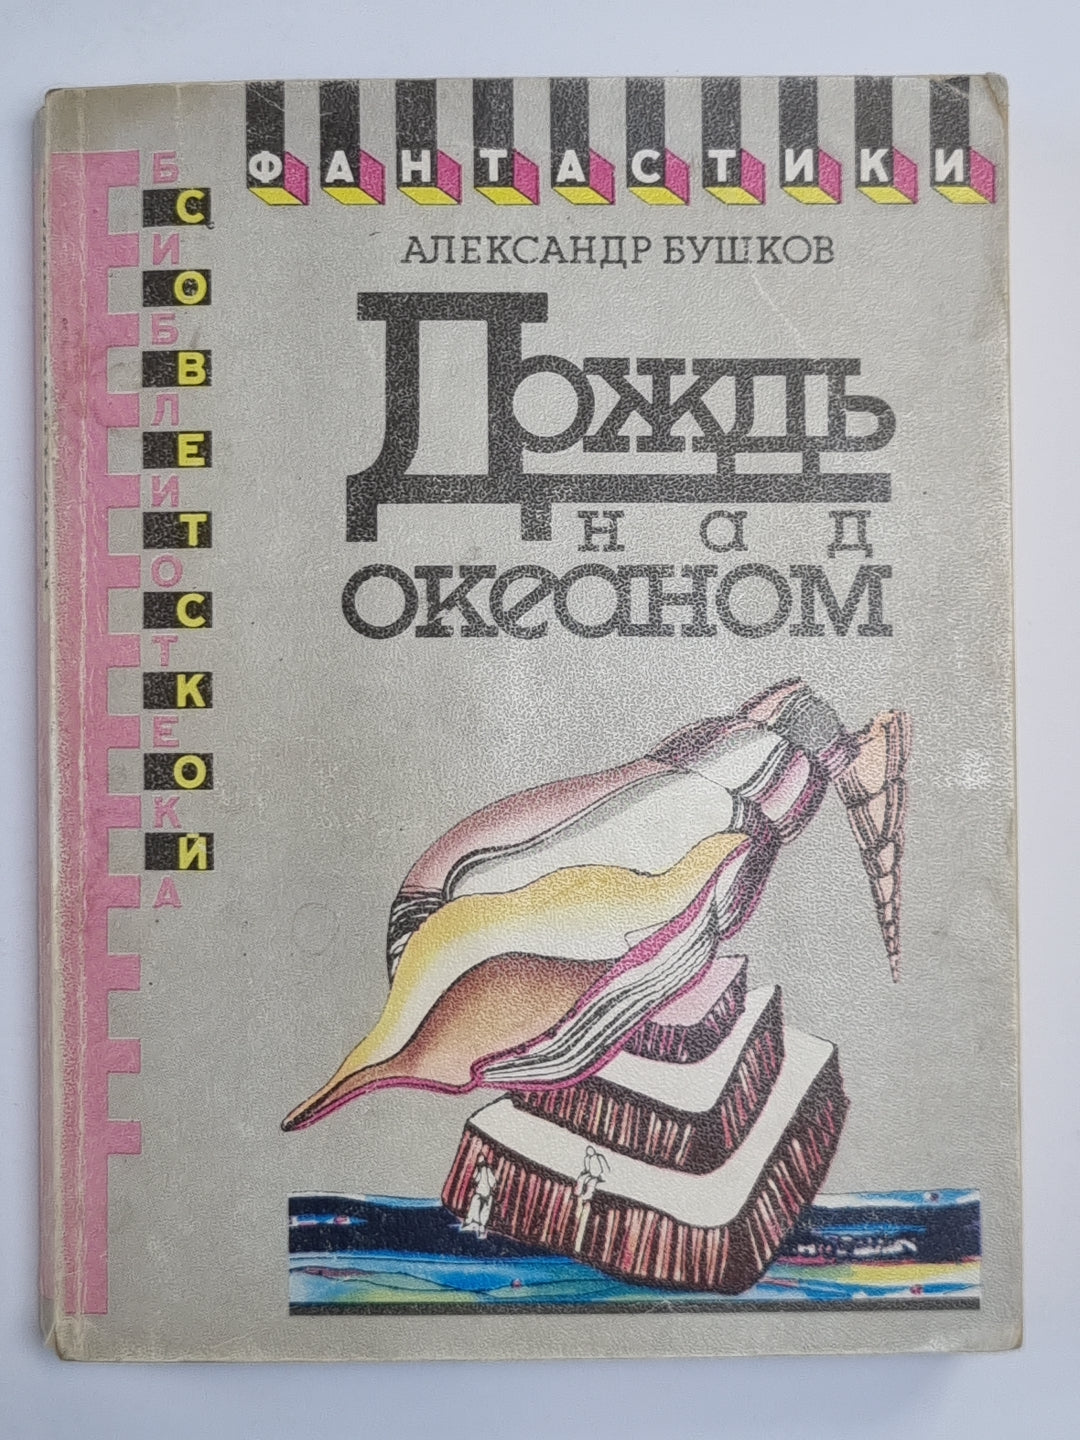 БИБЛИОТЕКА
СОВЕТСКОЙ
ФАНТАСТИКИ
АЛЕКСАНДР БУШКОВ
Дождь
над
океаном